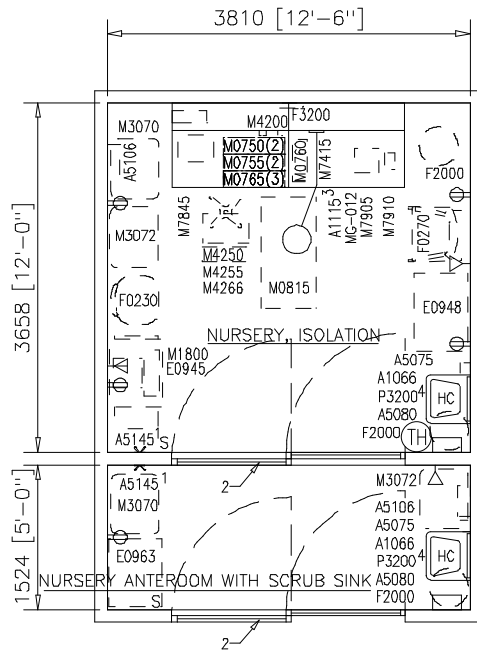 3810 [12'-6"]
3658 [12'-0"]
1524 [5'-0"]
M3070
A5106
M4200
F3200
M0750(2)
M0755(2)
M0765(3)
M0760
M7415
F2000
M3072
M7845
M4250
M4255
M4266
A1115 3
MG-012
M7905
M7910
F0270
F0230
M0815
E0948
NURSERY, ISOLATION
M1800
E0945
A5075
A1066
P3200 4
A5080
F2000
HC
TH
A5145
S
2
A5145 1
M3070
M3072
A5106
A5075
A1066
P3200 4
A5080
F2000
HC
E0963
NURSERY ANTEROOM WITH SCRUB SINK
S
2